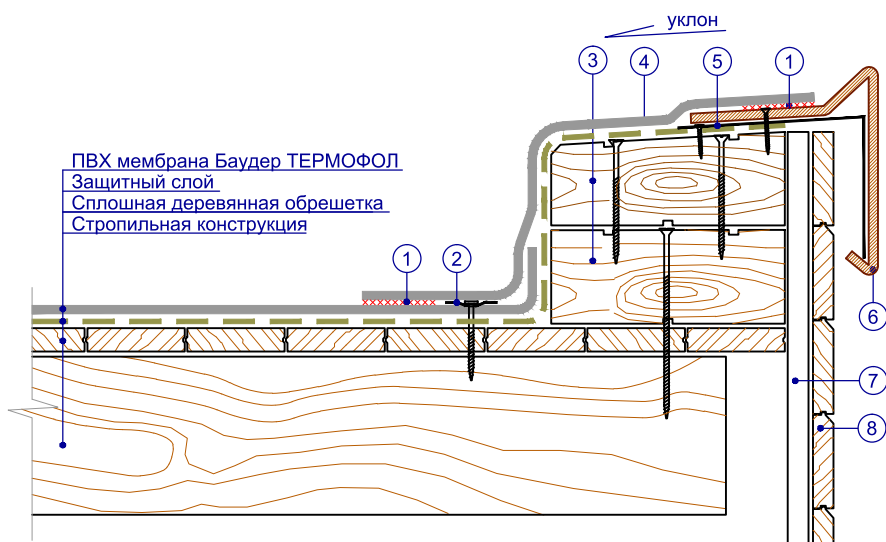 уклон
3
4
5
1
ПВХ мембрана Баудер ТЕРМОФОЛ
Защитный слой
Сплошная деревянная обрешетка
Стропильная конструкция
1
2
6
7
8